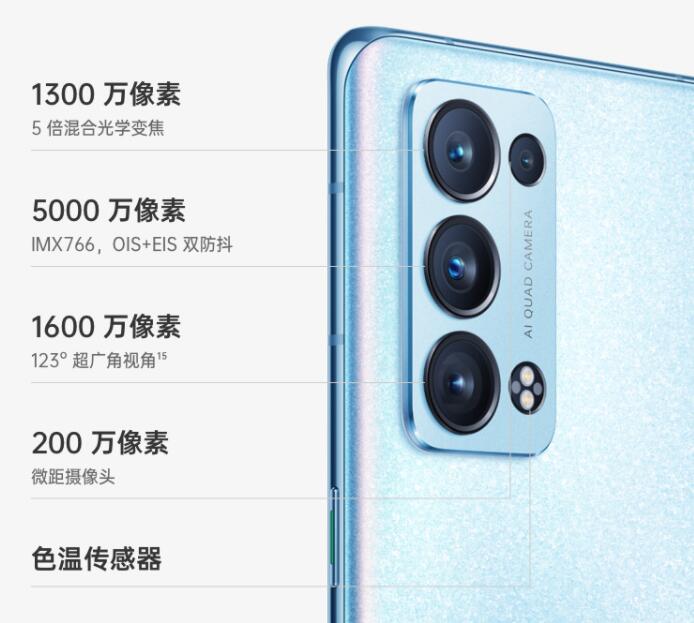 1300 万像素
5 倍混合光学变焦
5000 万像素
IMX766，OIS+EIS 双防抖
1600 万像素
123° 超广角视角¹⁵
200 万像素
微距摄像头
色温传感器
AI QUAD CAMERA